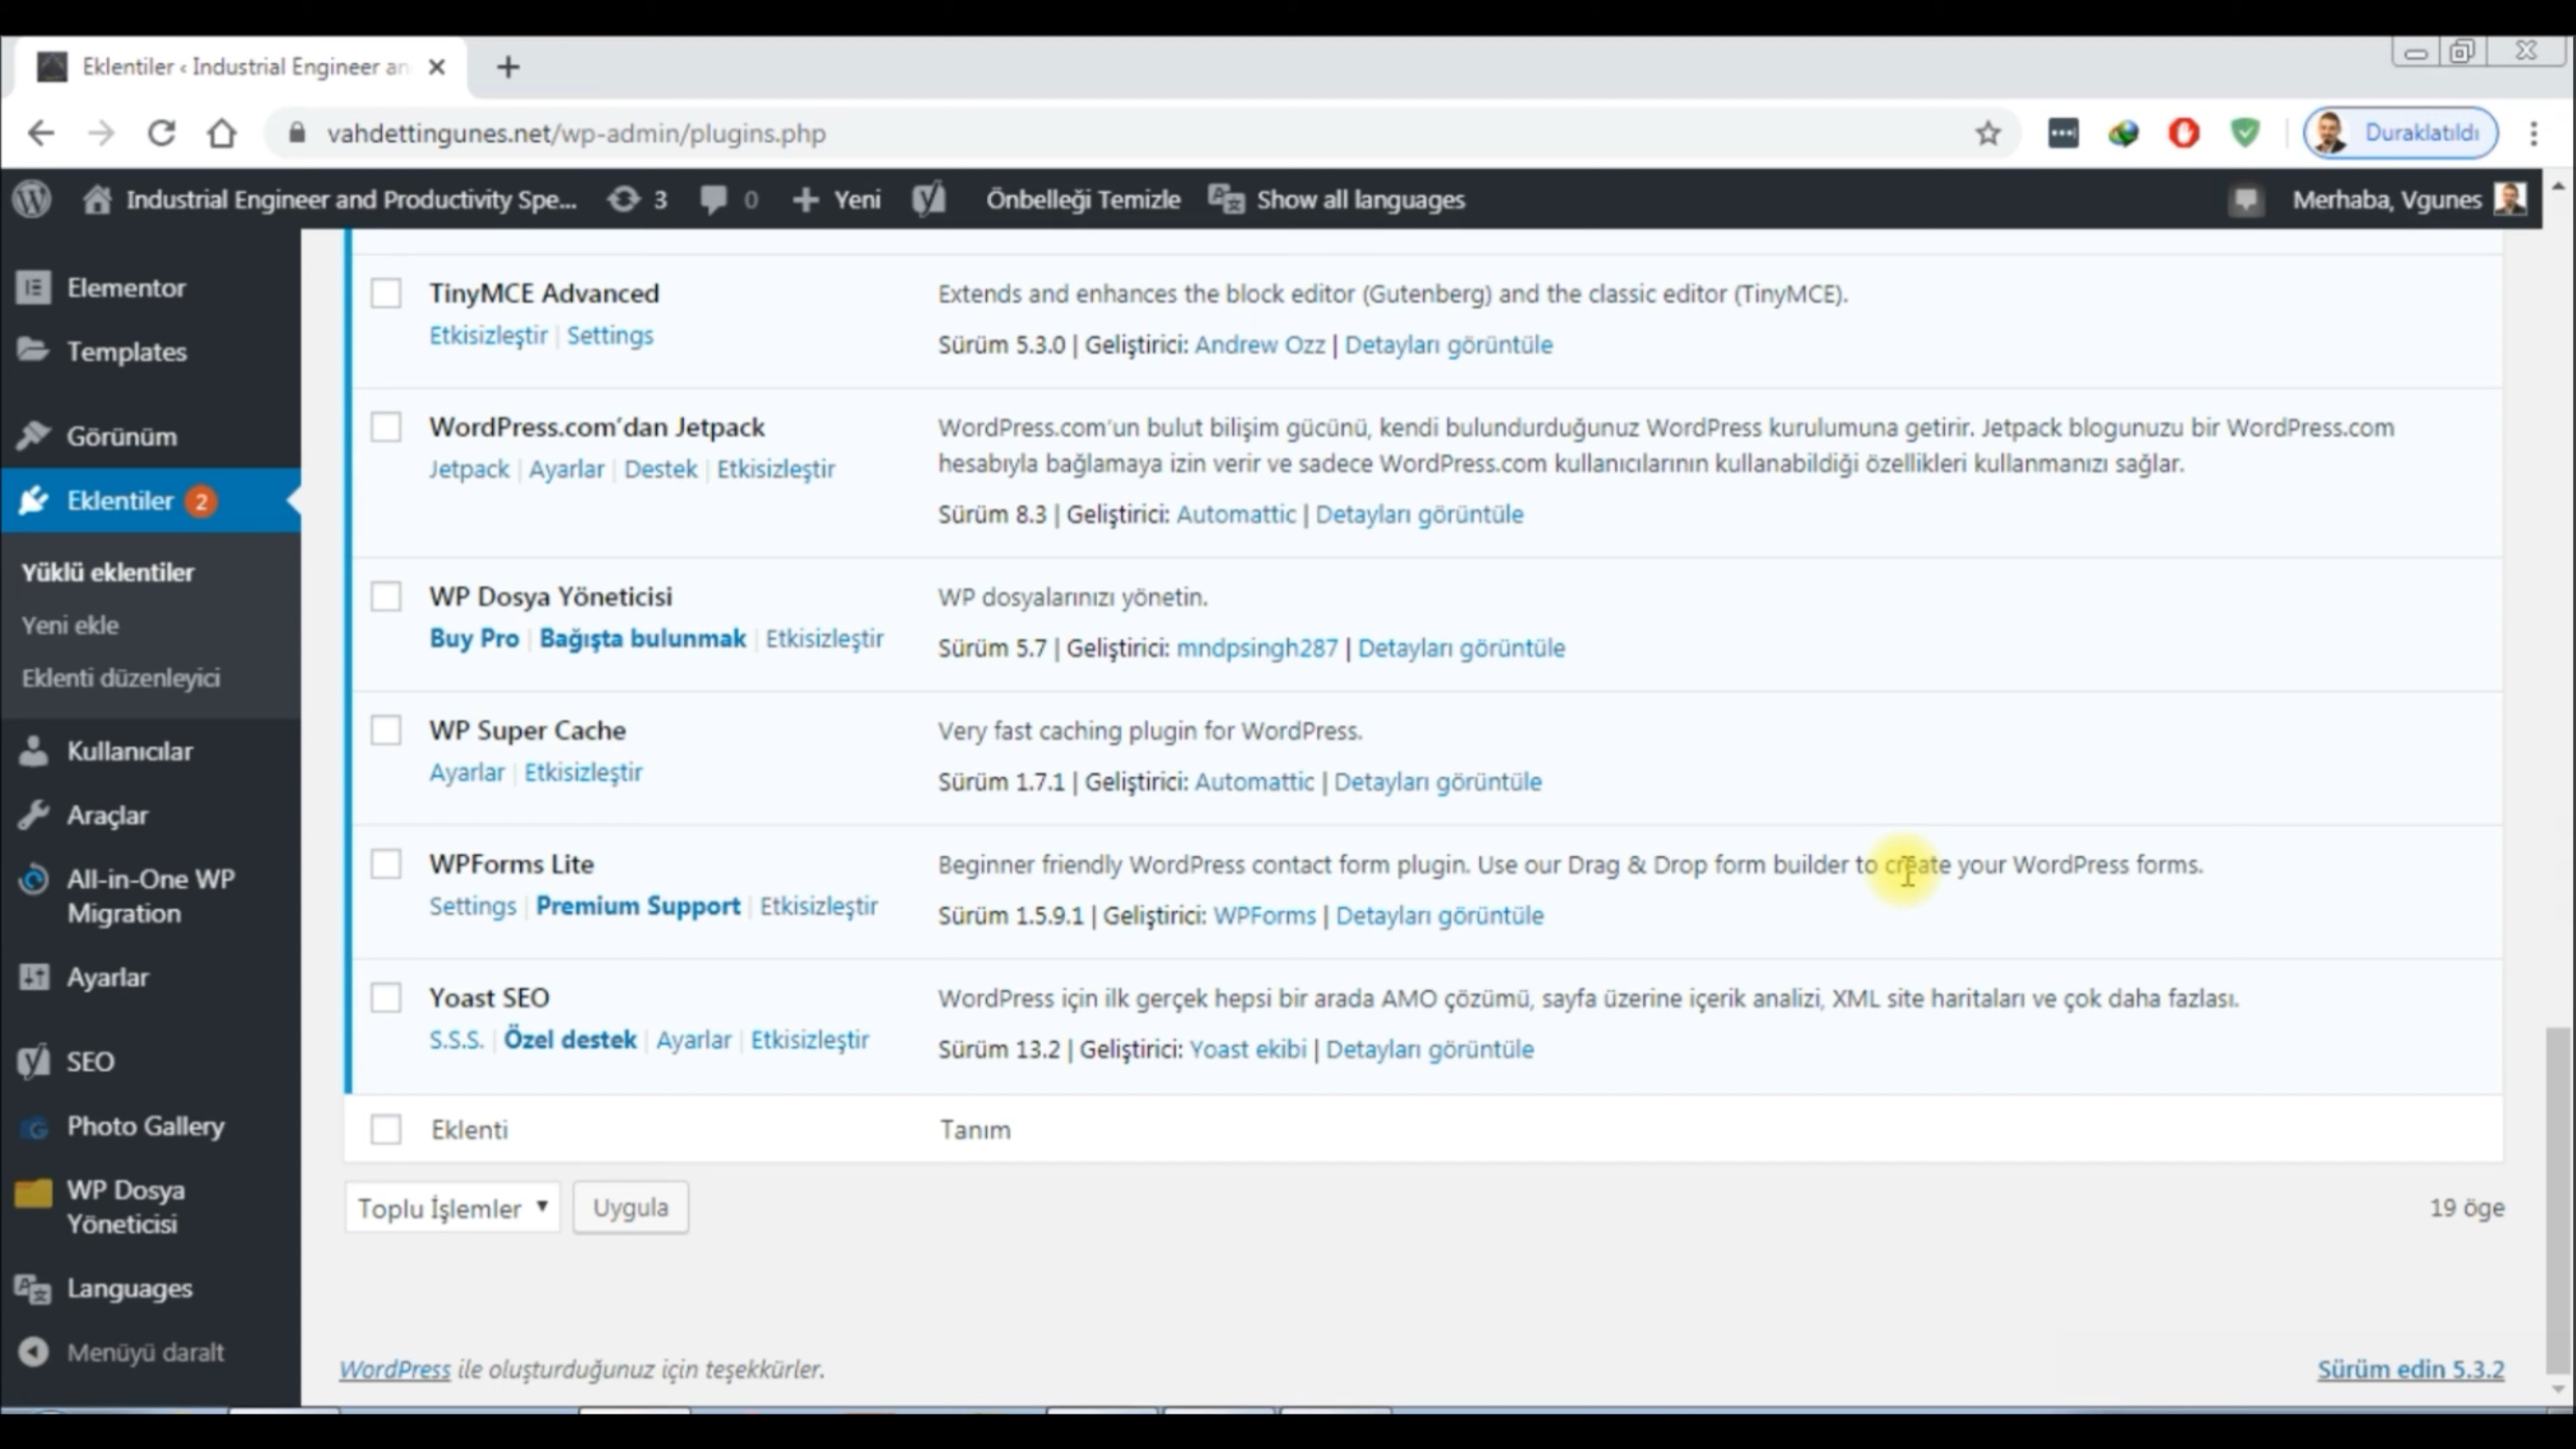 Eklentiler ‹ Industrial Engineer an
vahdettingunes.net/wp-admin/plugins.php
Duraklatıldı
Industrial Engineer and Productivity Spe...
3
0
Yeni
Önbelleği Temizle
Show all languages
Merhaba, Vgunes
Elementor
Templates
Görünüm
Eklentiler 2
Yüklü eklentiler
Yeni ekle
Eklenti düzenleyici
Kullanıcılar
Araçlar
All-in-One WP
Migration
Ayarlar
SEO
Photo Gallery
WP Dosya
Yöneticisi
Languages
Menüyü daralt
TinyMCE Advanced
Etkisizleştir | Settings
Extends and enhances the block editor (Gutenberg) and the classic editor (TinyMCE).
Sürüm 5.3.0 | Geliştirici: Andrew Ozz | Detayları görüntüle
WordPress.com’dan Jetpack
Jetpack | Ayarlar | Destek | Etkisizleştir
WordPress.com’un bulut bilişim gücünü, kendi bulundurduğunuz WordPress kurulumuna getirir. Jetpack blogunuzu bir WordPress.com
hesabıyla bağlamaya izin verir ve sadece WordPress.com kullanıcılarının kullanabildiği özellikleri kullanmanızı sağlar.
Sürüm 8.3 | Geliştirici: Automattic | Detayları görüntüle
WP Dosya Yöneticisi
Buy Pro | Bağışta bulunmak | Etkisizleştir
WP dosyalarınızı yönetin.
Sürüm 5.7 | Geliştirici: mndpsingh287 | Detayları görüntüle
WP Super Cache
Ayarlar | Etkisizleştir
Very fast caching plugin for WordPress.
Sürüm 1.7.1 | Geliştirici: Automattic | Detayları görüntüle
WPForms Lite
Settings | Premium Support | Etkisizleştir
Beginner friendly WordPress contact form plugin. Use our Drag & Drop form builder to create your WordPress forms.
Sürüm 1.5.9.1 | Geliştirici: WPForms | Detayları görüntüle
Yoast SEO
S.S.S. | Özel destek | Ayarlar | Etkisizleştir
WordPress için ilk gerçek hepsi bir arada AMO çözümü, sayfa üzerine içerik analizi, XML site haritaları ve çok daha fazlası.
Sürüm 13.2 | Geliştirici: Yoast ekibi | Detayları görüntüle
Eklenti
Tanım
Toplu İşlemler
Uygula
19 öge
WordPress ile oluşturduğunuz için teşekkürler.
Sürüm edin 5.3.2